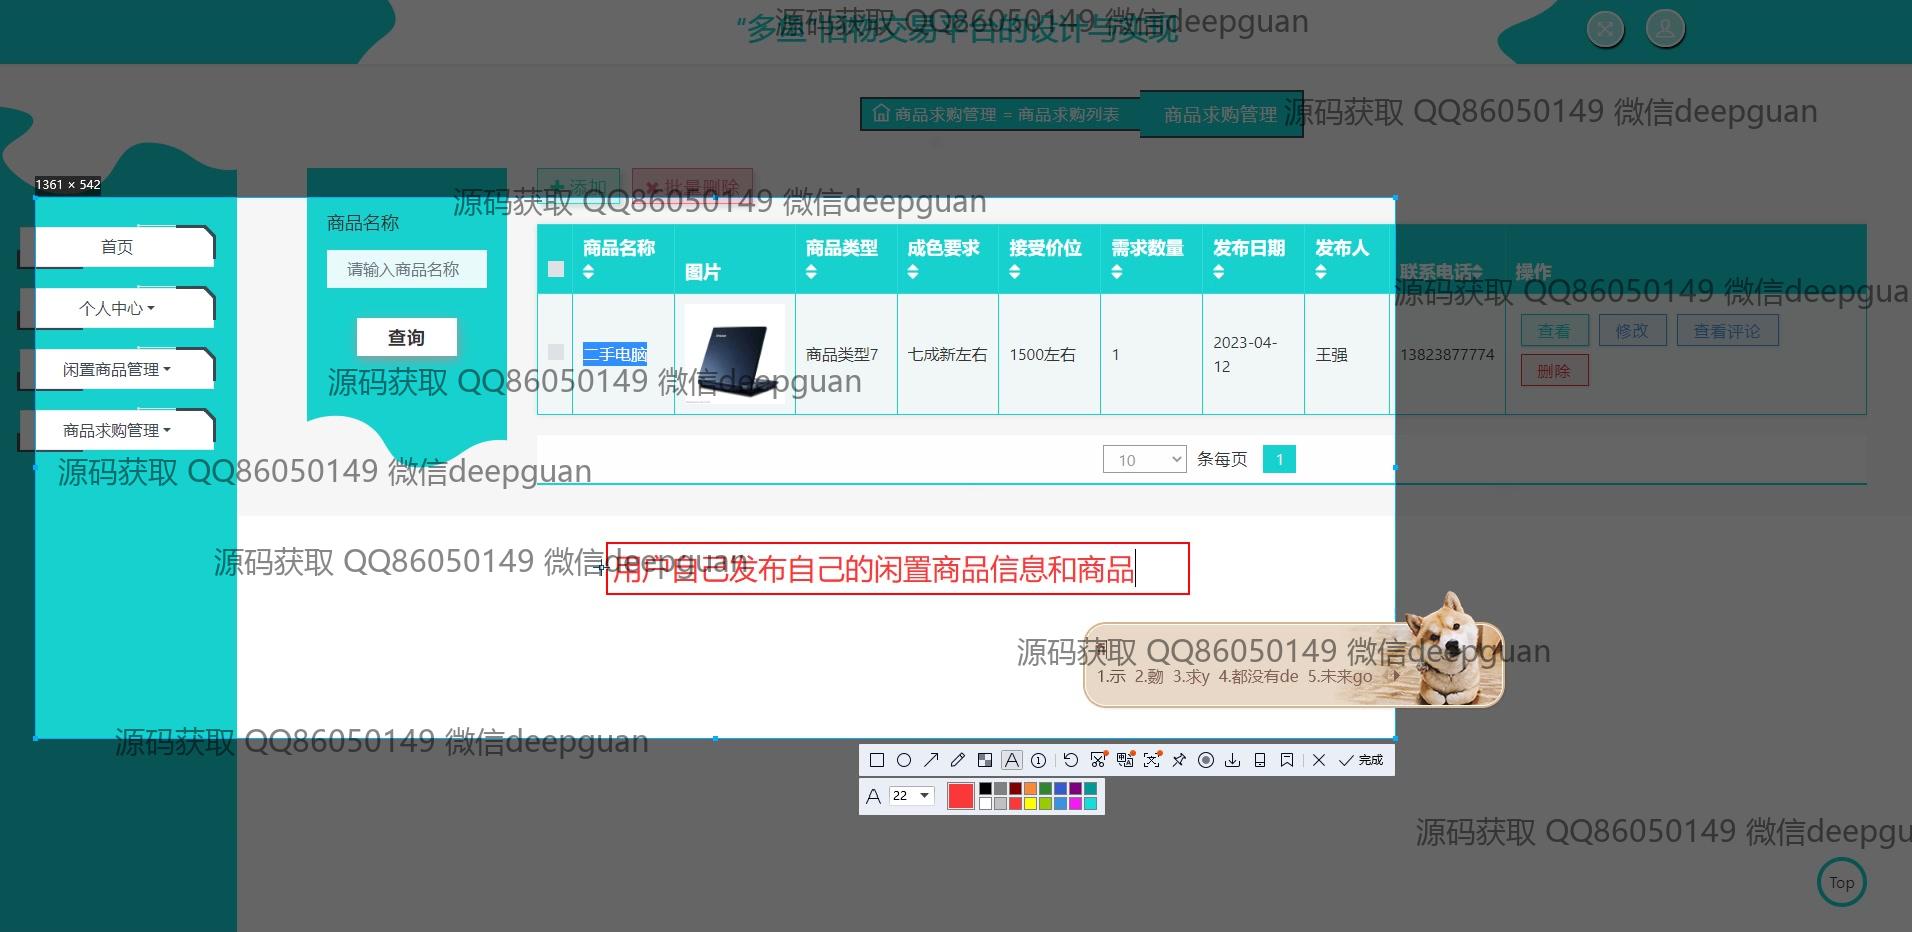 源码获取 QQ86050149 微信deepguan
的设计与实现
商品求购管理 = 商品求购列表
商品求购管理
源码获取 QQ86050149 微信deepguan
1361 × 542
添加
批量删除
源码获取 QQ86050149 微信deepguan
首页
个人中心
闲置商品管理
商品求购管理
商品名称
请输入商品名称
查询
商品名称 图片 商品类型 成色要求 接受价位 需求数量 发布日期 发布人 联系电话 操作
源码获取 QQ86050149 微信deepgua
二手电脑 商品类型7 七成新左右 1500左右 1 2023-04-12 王强 13823877774 查看 修改 查看评论
删除
源码获取 QQ86050149 微信deepguan
10 条每页 1
源码获取 QQ86050149 微信deepguan
源码获取 QQ86050149 微信deepguan
用户自己发布自己的闲置商品信息和商品
源码获取 QQ86050149 微信deepguan
1.示 3.求y 4.都没有de 5.未来go
源码获取 QQ86050149 微信deepguan
完成
A 22
源码获取 QQ86050149 微信deepgu
Top